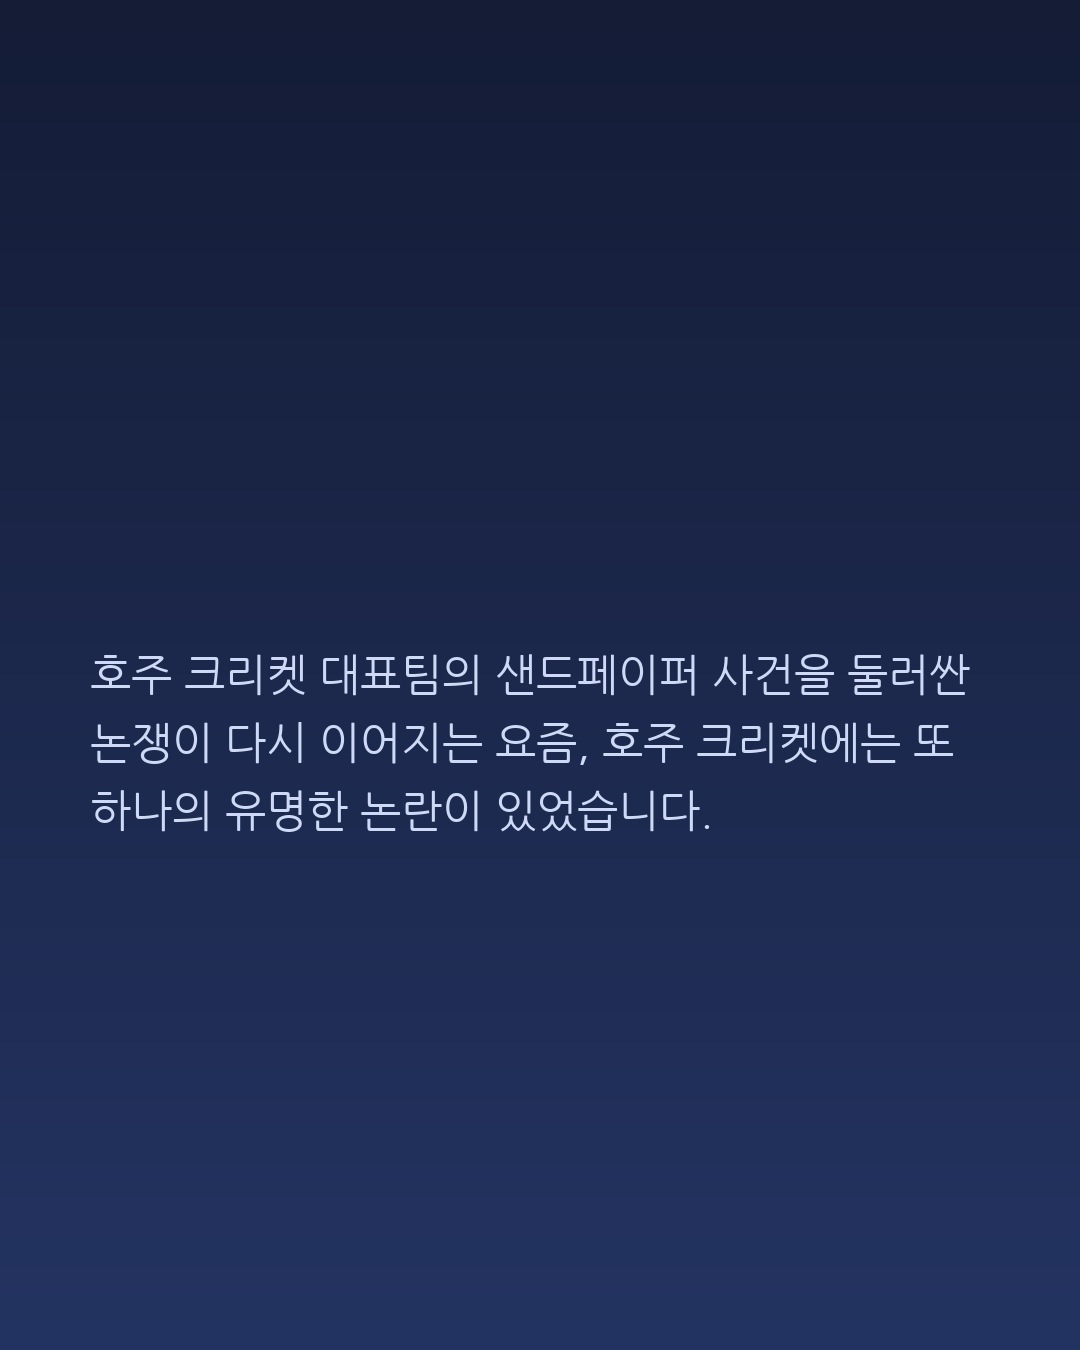 호주 크리켓 대표팀의 샌드페이퍼 사건을 둘러싼
논쟁이 다시 이어지는 요즘, 호주 크리켓에는 또
하나의 유명한 논란이 있었습니다.